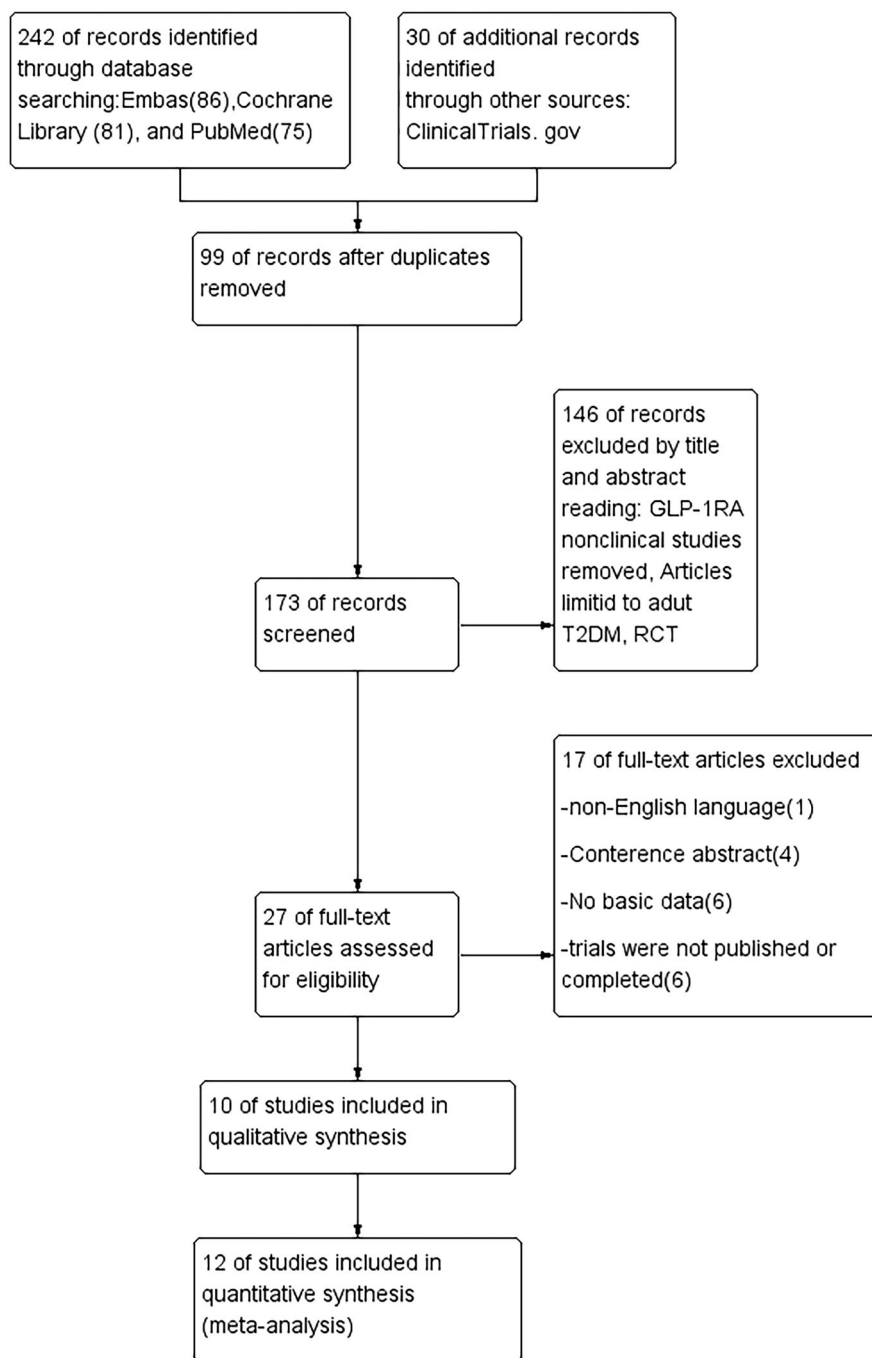 242 of records identified
through database
searching:Embas(86),Cochrane
Library (81), and PubMed(75)
30 of additional records
identified
through other sources:
ClinicalTrials. gov
99 of records after duplicates
removed
146 of records
excluded by title
and abstract
reading: GLP-1RA
nonclinical studies
removed, Articles
limitid to adut
T2DM, RCT
173 of records
screened
17 of full-text articles excluded
-non-English language(1)
-Conterence abstract(4)
-No basic data(6)
-trials were not published or
completed(6)
27 of full-text
articles assessed
for eligibility
10 of studies included in
qualitative synthesis
12 of studies included in
quantitative synthesis
(meta-analysis)